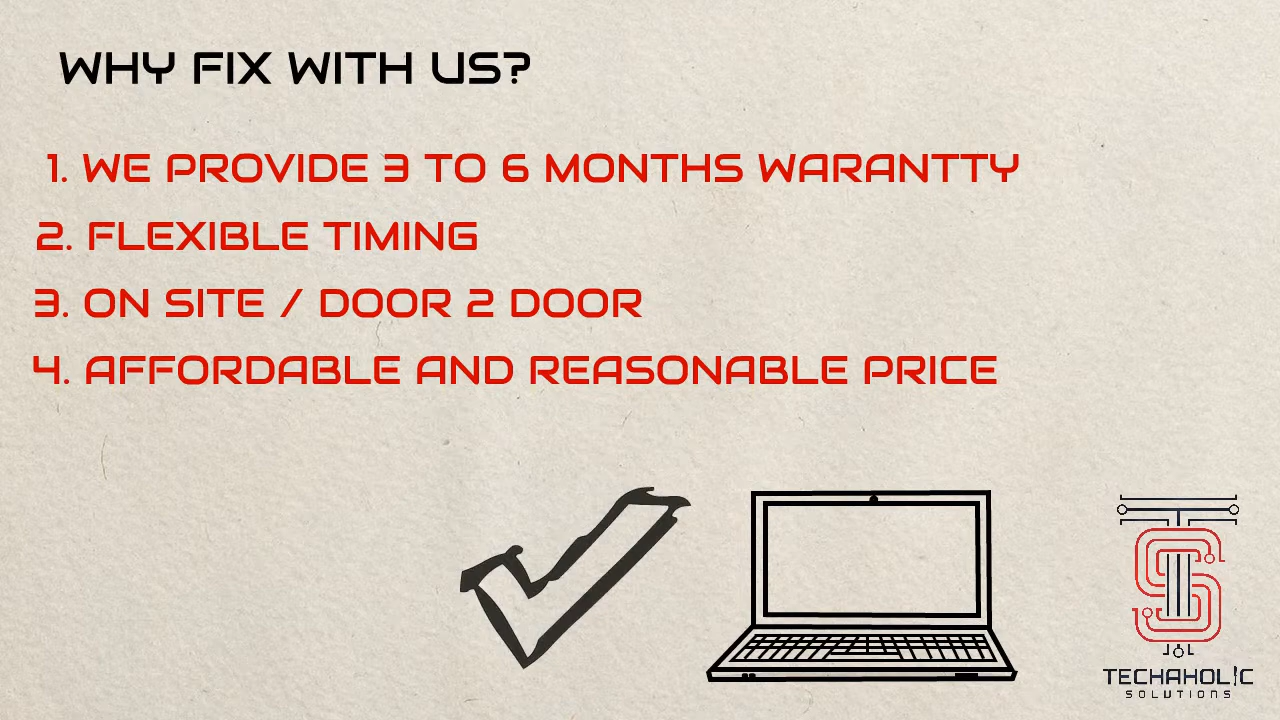 WHY FIX WITH US?
1. WE PROVIDE 3 TO 6 MONTHS WARANTTY
2. FLEXIBLE TIMING
3. ON SITE / DOOR 2 DOOR
4. AFFORDABLE AND REASONABLE PRICE
TECHAHOLIC
SOLUTIONS